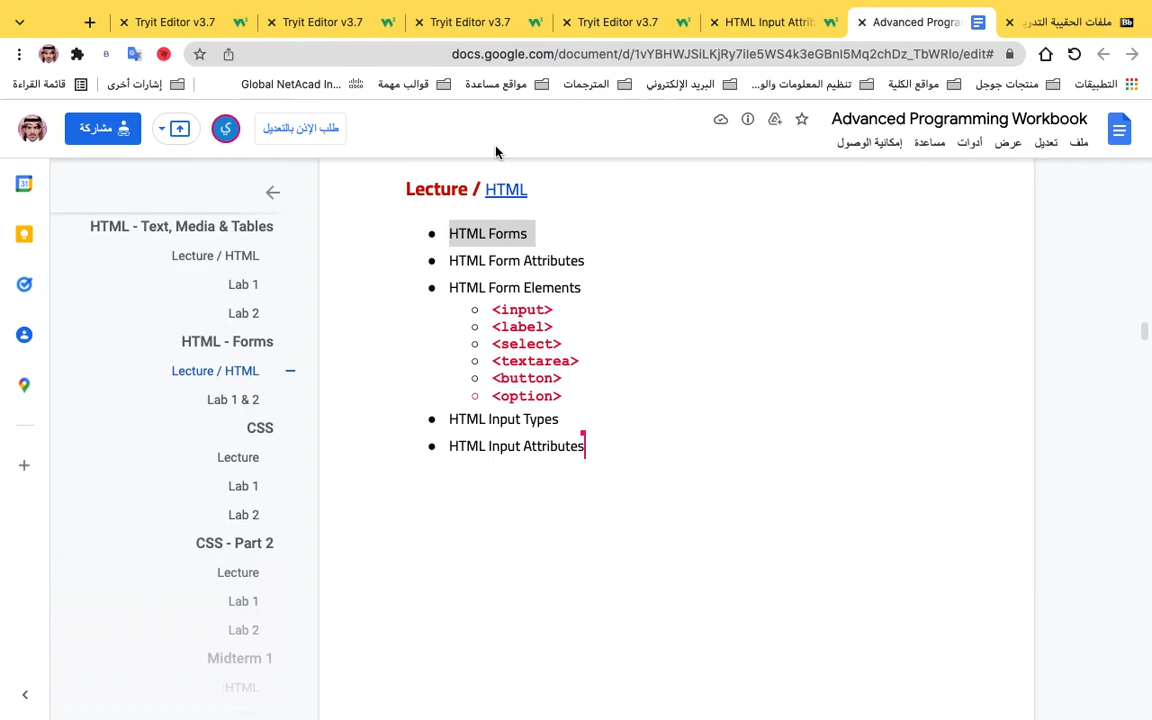 Tryit Editor v3.7
Tryit Editor v3.7
Tryit Editor v3.7
Tryit Editor v3.7
HTML Input Attrib
Advanced Progra
ملفات الحقيبة التدري
Bb
docs.google.com/document/d/1vYBHWJSiLKjRy7iIe5WS4k3eGBnI5Mq2chDz_TbWRIo/edit#
التطبيقات
منتجات جوجل
مواقع الكلية
تنظيم المعلومات والو...
البريد الإلكتروني
المترجمات
مواقع مساعدة
قوالب مهمة
Global NetAcad In...
إشارات أخرى
قائمة القراءة
Advanced Programming Workbook
ملف
تعديل
عرض
أدوات
مساعدة
إمكانية الوصول
طلب الإذن بالتعديل
ي
مشاركة
31
HTML - Text, Media & Tables
Lecture / HTML
Lab 1
Lab 2
HTML - Forms
Lecture / HTML
Lab 1 & 2
CSS
Lecture
Lab 1
Lab 2
CSS - Part 2
Lecture
Lab 1
Lab 2
Midterm 1
HTML:
Lecture / HTML
● HTML Forms
● HTML Form Attributes
● HTML Form Elements
○ <input>
○ <label>
○ <select>
○ <textarea>
○ <button>
○ <option>
● HTML Input Types
● HTML Input Attributes